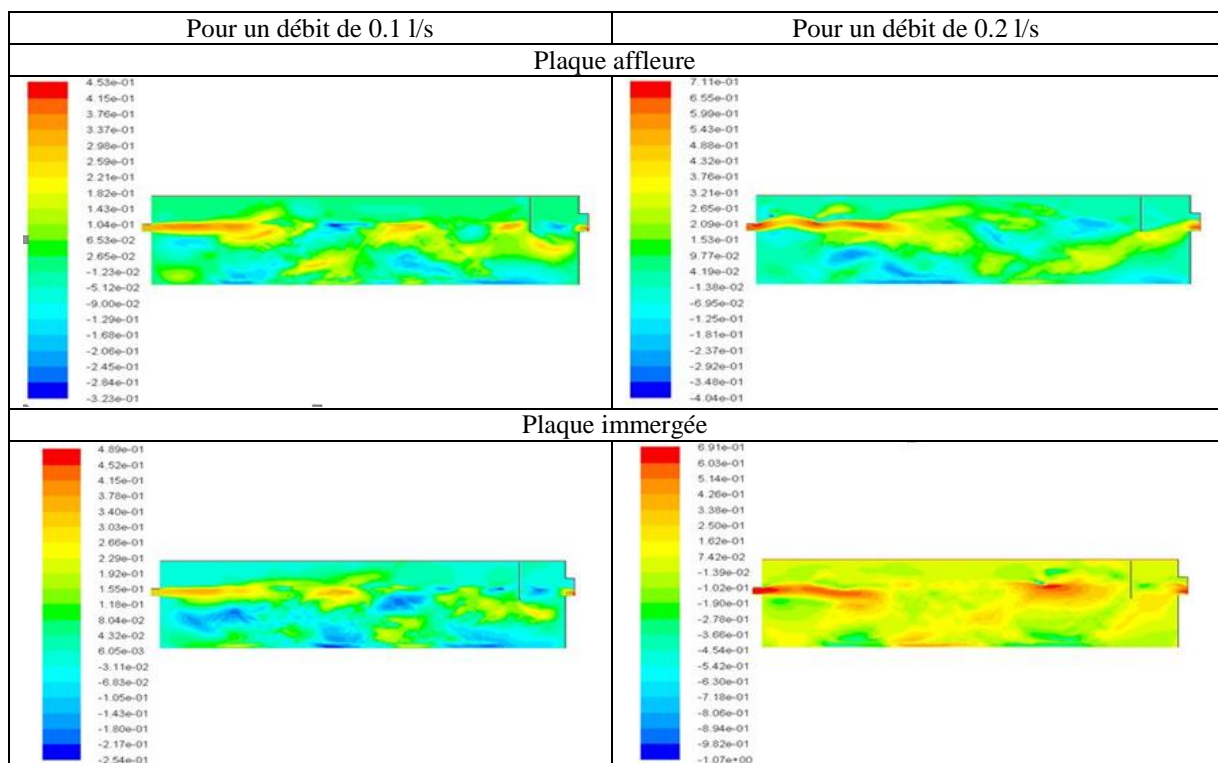 Pour un débit de 0.1 l/s
Pour un débit de 0.2 l/s
Plaque affleure
4.53e-01
4.15e-01
3.76e-01
3.37e-01
2.98e-01
2.59e-01
2.21e-01
1.82e-01
1.43e-01
1.04e-01
6.53e-02
2.65e-02
-1.23e-02
-5.12e-02
-9.00e-02
-1.29e-01
-1.68e-01
-2.06e-01
-2.45e-01
-2.84e-01
-3.23e-01
7.11e-01
6.55e-01
5.99e-01
5.43e-01
4.88e-01
4.32e-01
3.76e-01
3.21e-01
2.65e-01
2.09e-01
1.53e-01
9.77e-02
4.19e-02
-1.38e-02
-6.95e-02
-1.25e-01
-1.81e-01
-2.37e-01
-2.92e-01
-3.48e-01
-4.04e-01
Plaque immergée
4.89e-01
4.52e-01
4.15e-01
3.78e-01
3.40e-01
3.03e-01
2.66e-01
2.29e-01
1.92e-01
1.55e-01
1.18e-01
8.04e-02
4.32e-02
6.05e-03
-3.11e-02
-6.83e-02
-1.05e-01
-1.43e-01
-1.80e-01
-2.17e-01
-2.54e-01
6.91e-01
6.03e-01
5.14e-01
4.26e-01
3.38e-01
2.50e-01
1.62e-01
7.42e-02
-1.39e-02
-1.02e-01
-1.90e-01
-2.78e-01
-3.66e-01
-4.54e-01
-5.42e-01
-6.30e-01
-7.18e-01
-8.06e-01
-8.94e-01
-9.82e-01
-1.07e+00